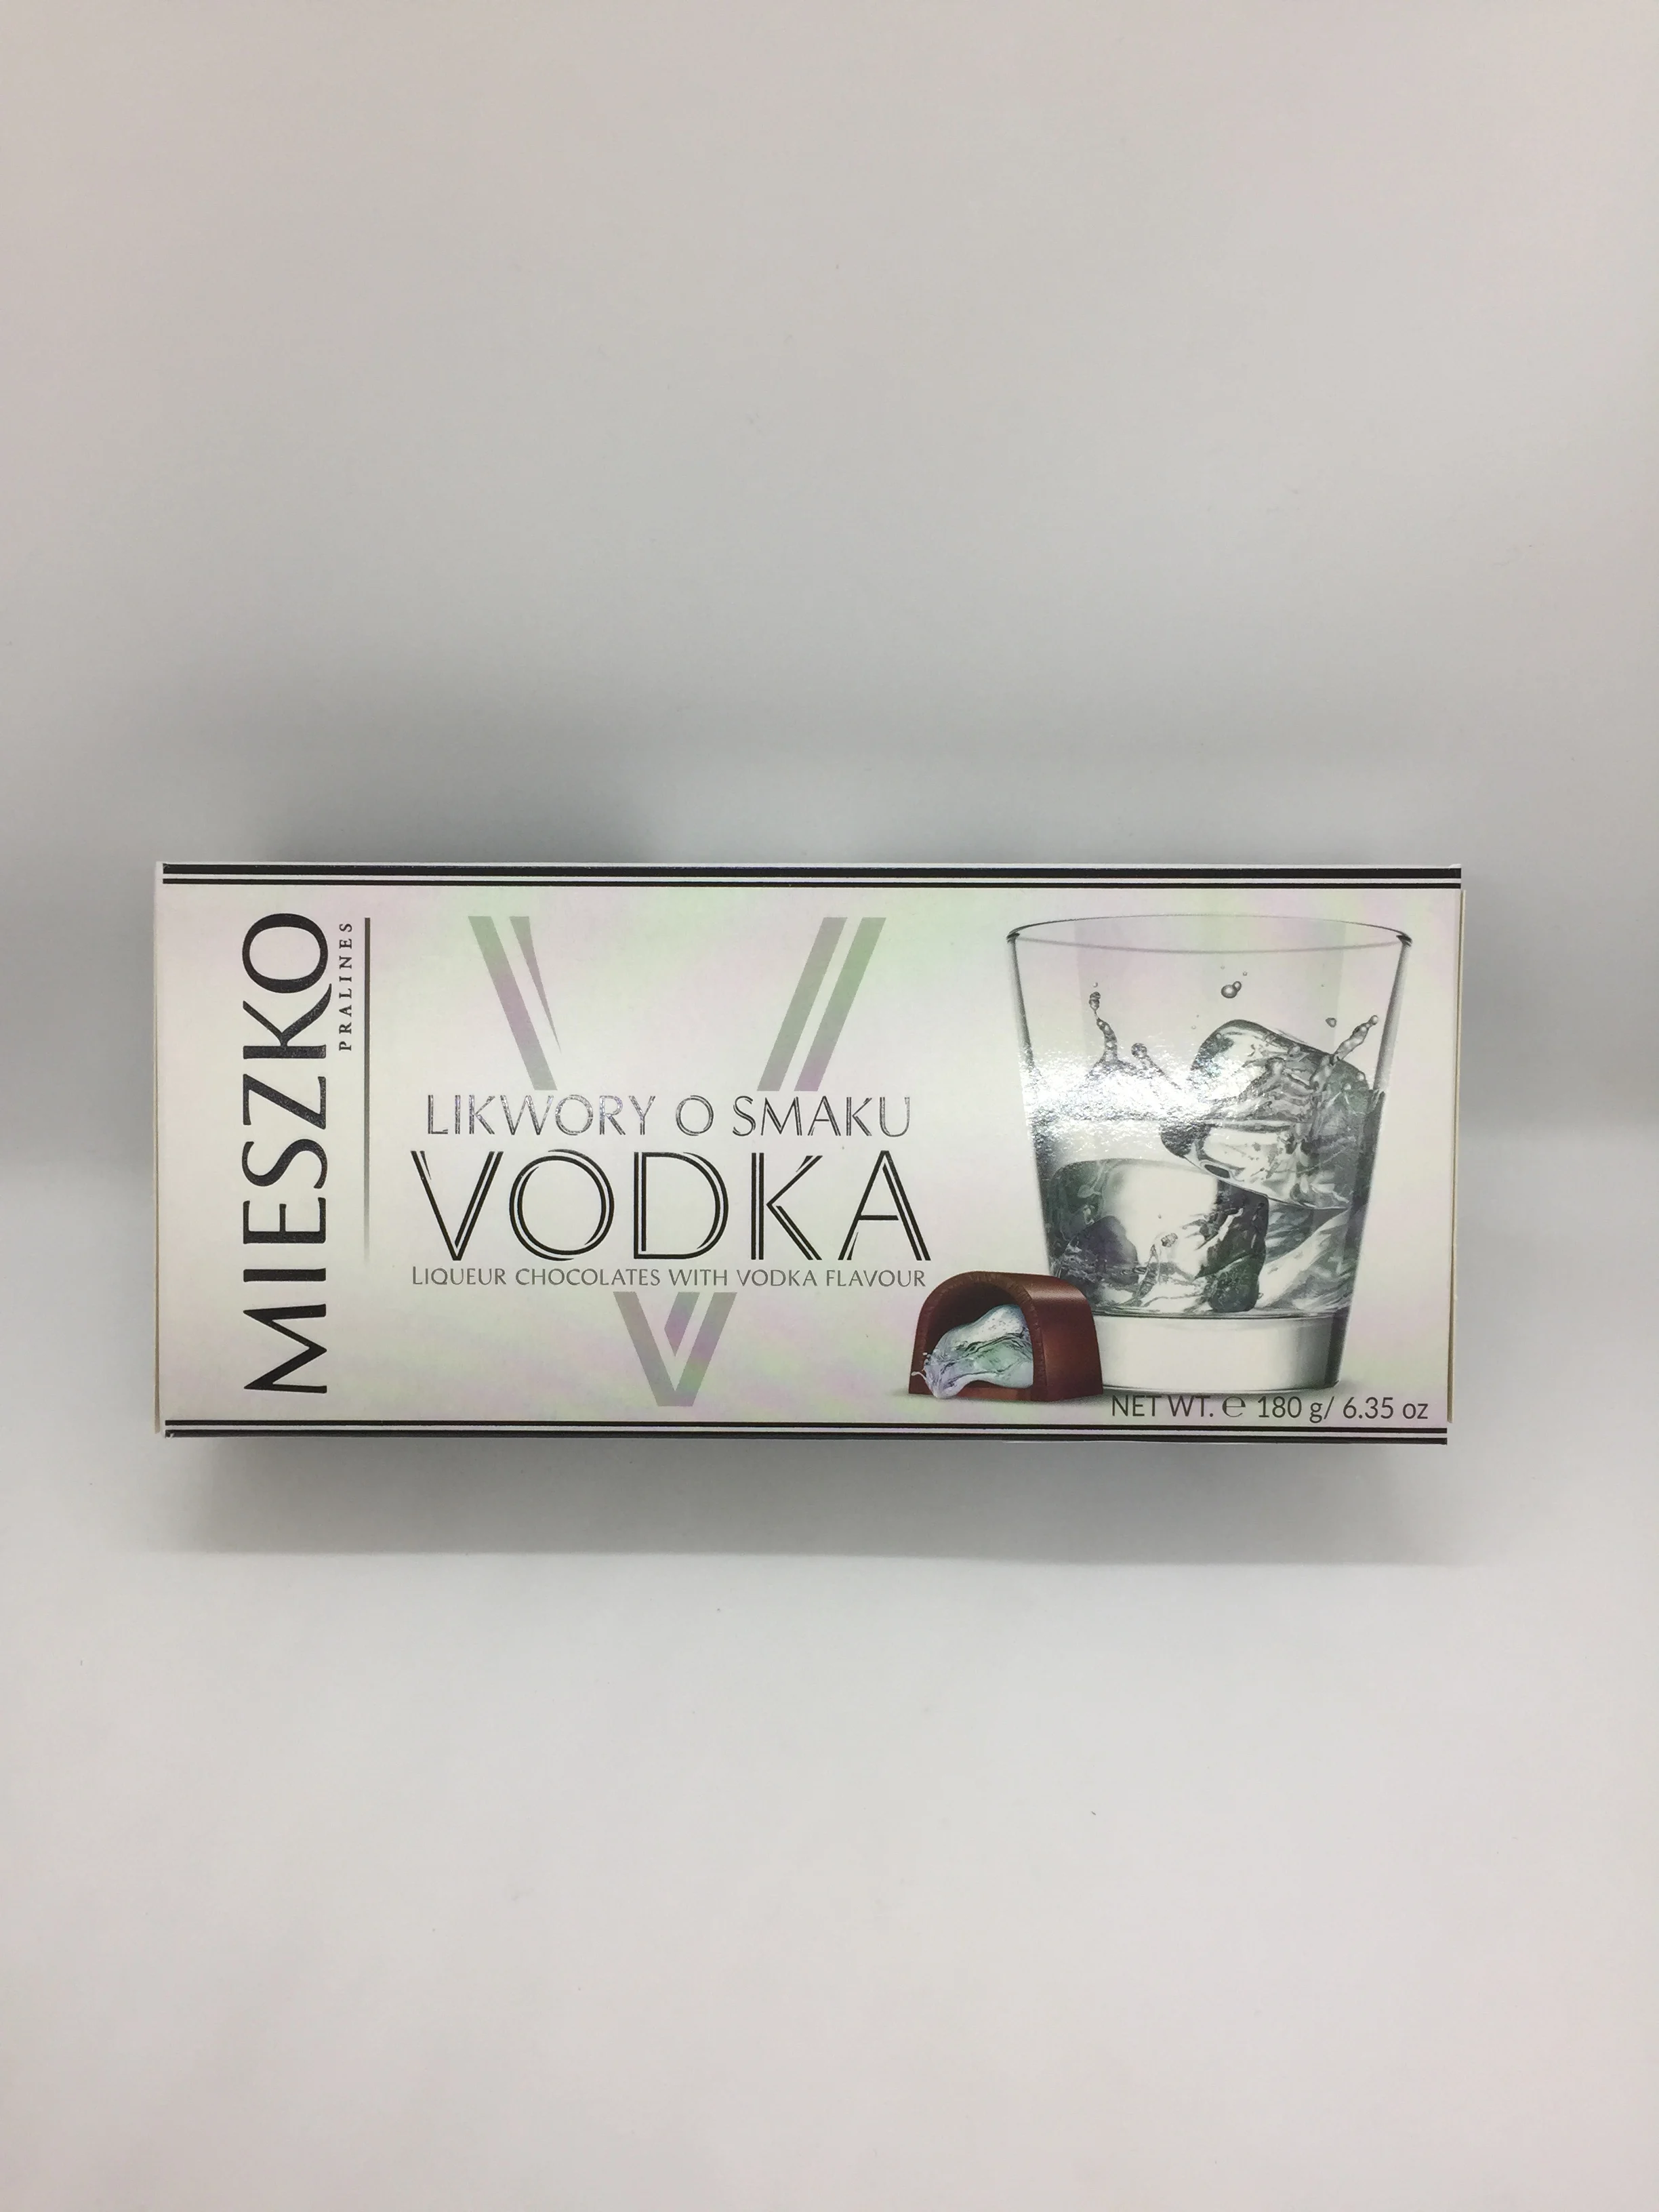 MIESZKO
PRALINES
LIKWORY O SMAKU
VODKA
LIQUEUR CHOCOLATES WITH VODKA FLAVOUR
V
NET WT. ℮ 180 g/ 6.35 oz